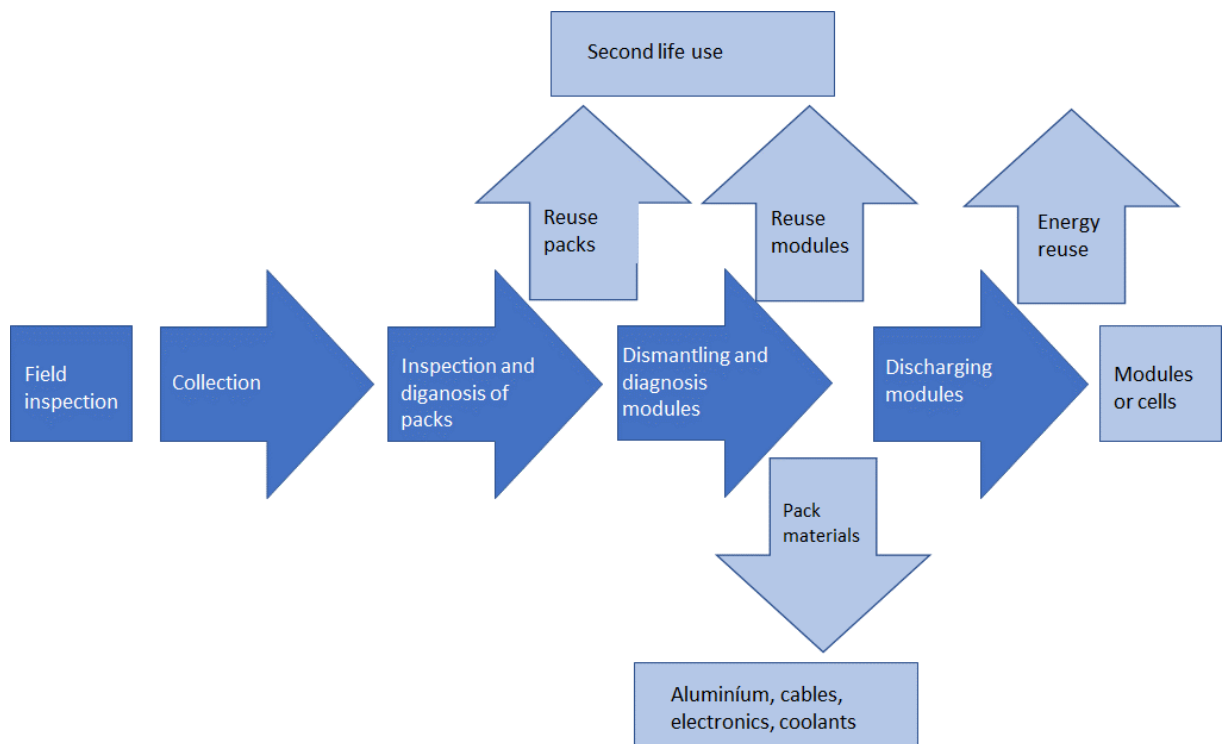 Second life use
Reuse
packs
Reuse
modules
Energy
reuse
Field
inspection
Collection
Inspection and
diganosis of
packs
Dismantling and
diagnosis
modules
Discharging
modules
Modules
or cells
Pack
materials
Aluminíum, cables,
electronics, coolants